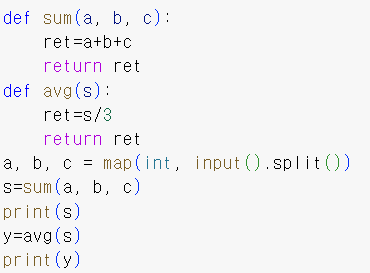 def sum(a, b, c):
    ret=a+b+c
    return ret
def avg(s):
    ret=s/3
    return ret
a, b, c = map(int, input().split())
s=sum(a, b, c)
print(s)
y=avg(s)
print(y)